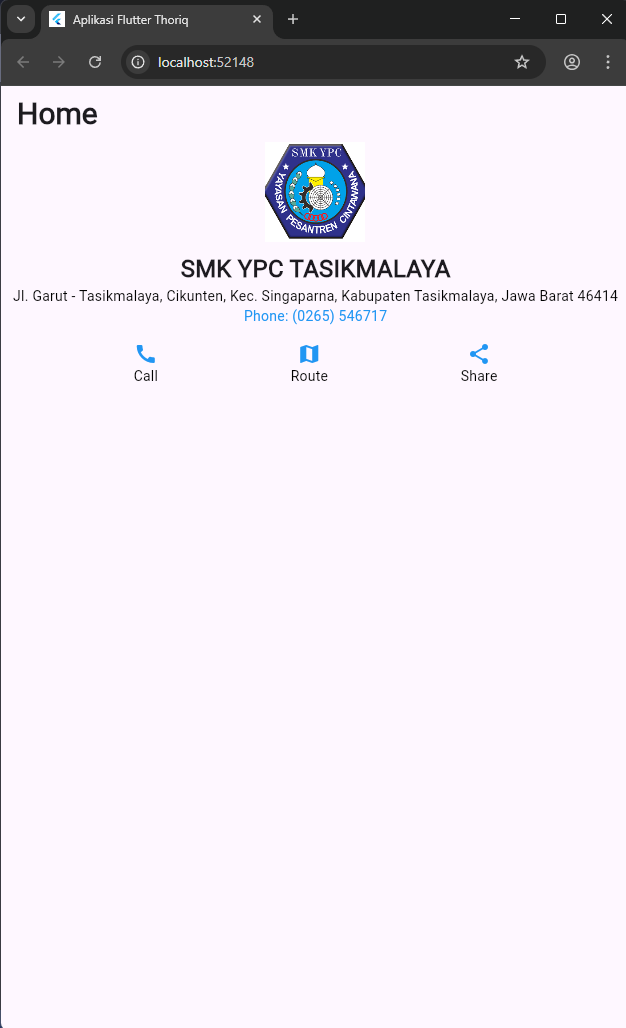 Aplikasi Flutter Thoriq
localhost:52148
Home
SMK YPC
YAYASAN PESANTREN CINTAWANA
SMK YPC TASIKMALAYA
Jl. Garut - Tasikmalaya, Cikunten, Kec. Singaparna, Kabupaten Tasikmalaya, Jawa Barat 46414
Phone: (0265) 546717
Call
Route
Share